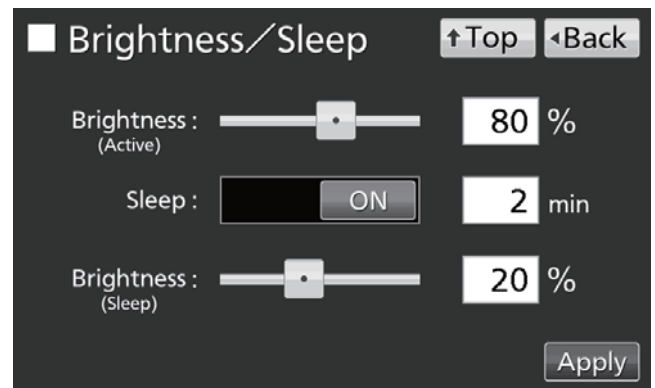 Brightness／Sleep ↑Top ◂Back
Brightness : 80 %
(Active)
Sleep : ON 2 min
Brightness : 20 %
(Sleep)
Apply